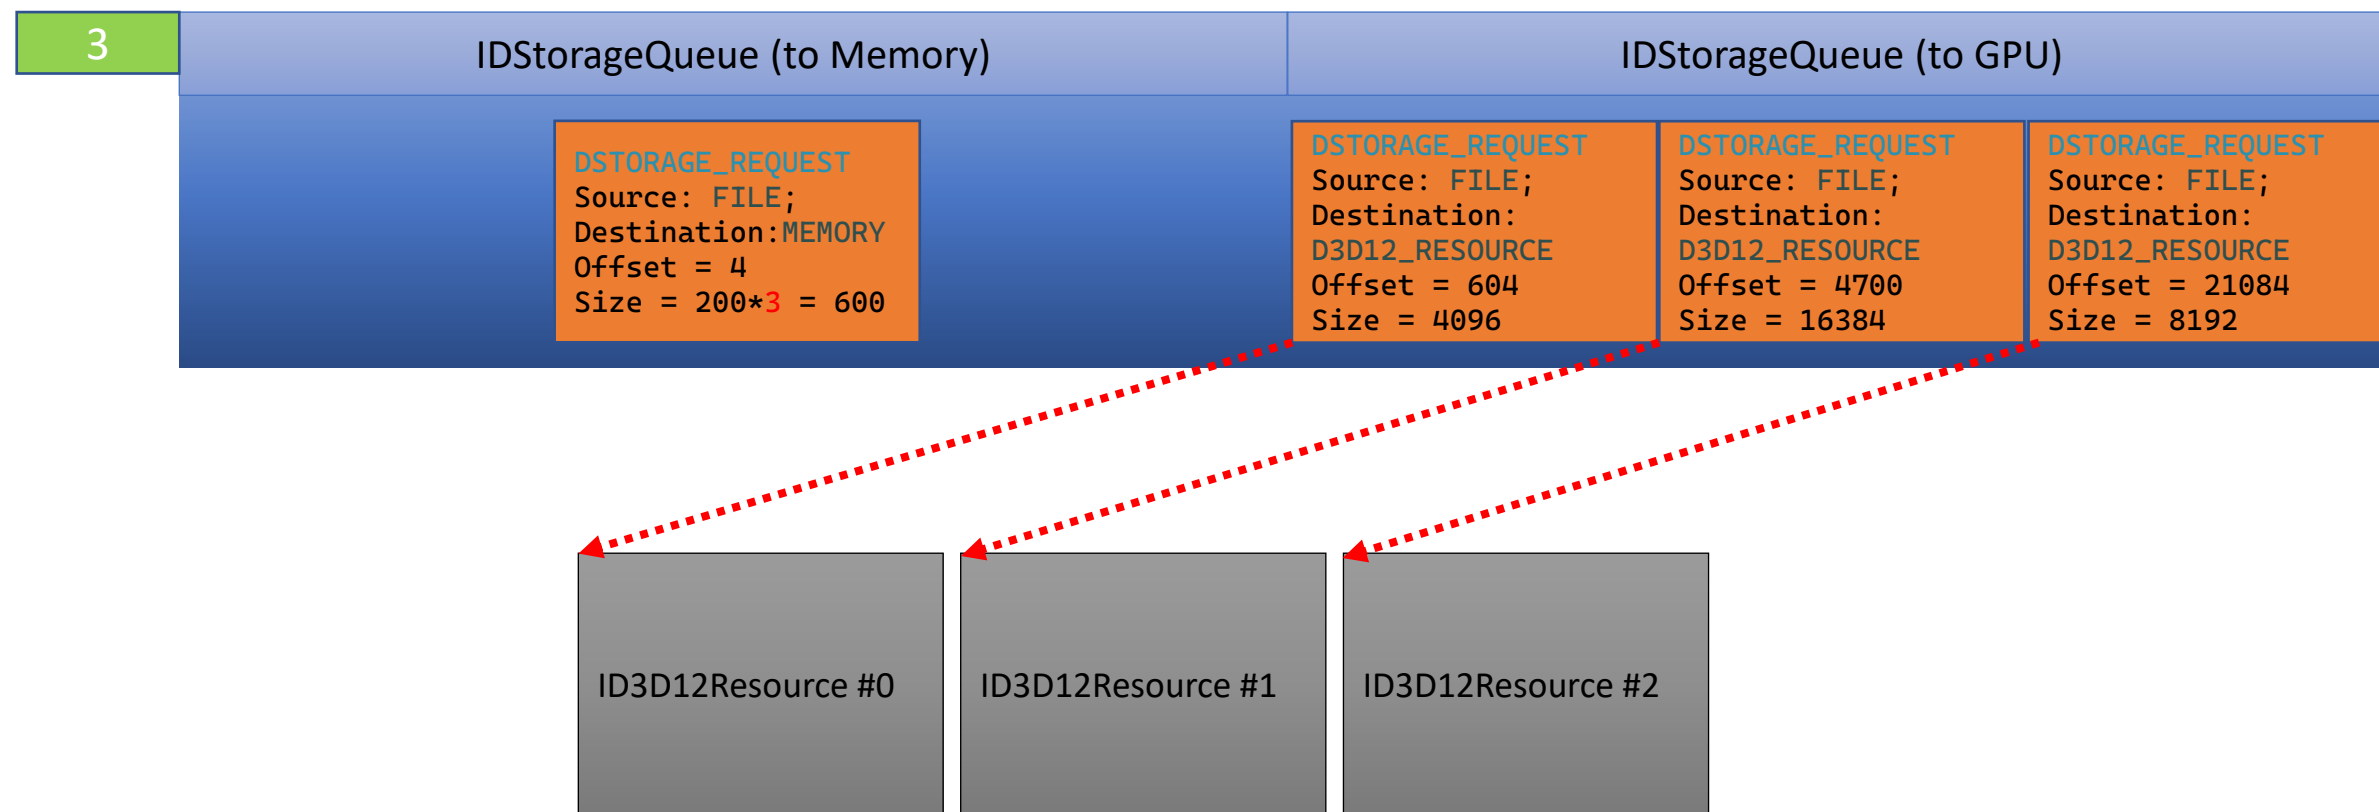 3
IDStorageQueue (to Memory)
IDStorageQueue (to GPU)
DSTORAGE_REQUEST
Source: FILE;
Destination:MEMORY
Offset = 4
Size = 200*3 = 600
DSTORAGE_REQUEST
Source: FILE;
Destination:
D3D12_RESOURCE
Offset = 604
Size = 4096
DSTORAGE_REQUEST
Source: FILE;
Destination:
D3D12_RESOURCE
Offset = 4700
Size = 16384
DSTORAGE_REQUEST
Source: FILE;
Destination:
D3D12_RESOURCE
Offset = 21084
Size = 8192
ID3D12Resource #0
ID3D12Resource #1
ID3D12Resource #2